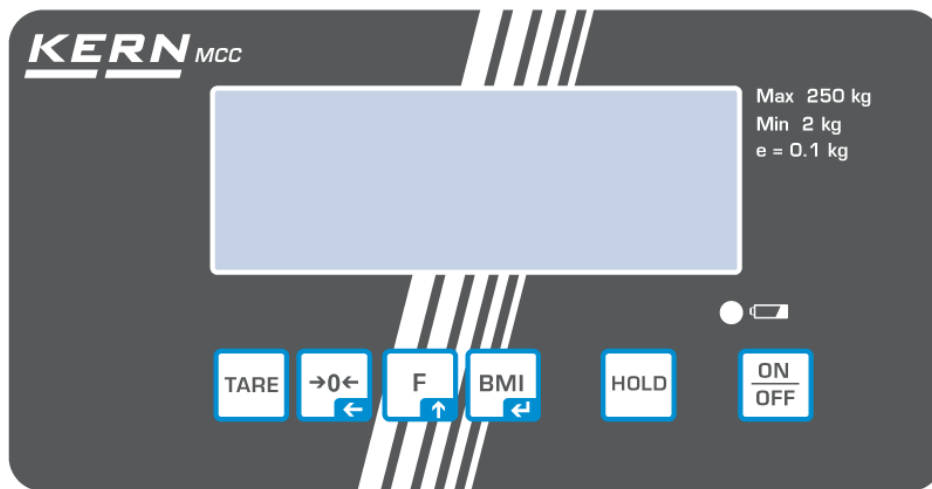 KERN MCC
Max 250 kg
Min 2 kg
e = 0.1 kg
TARE
→0←
←
F
↑
BMI
↵
HOLD
ON
OFF